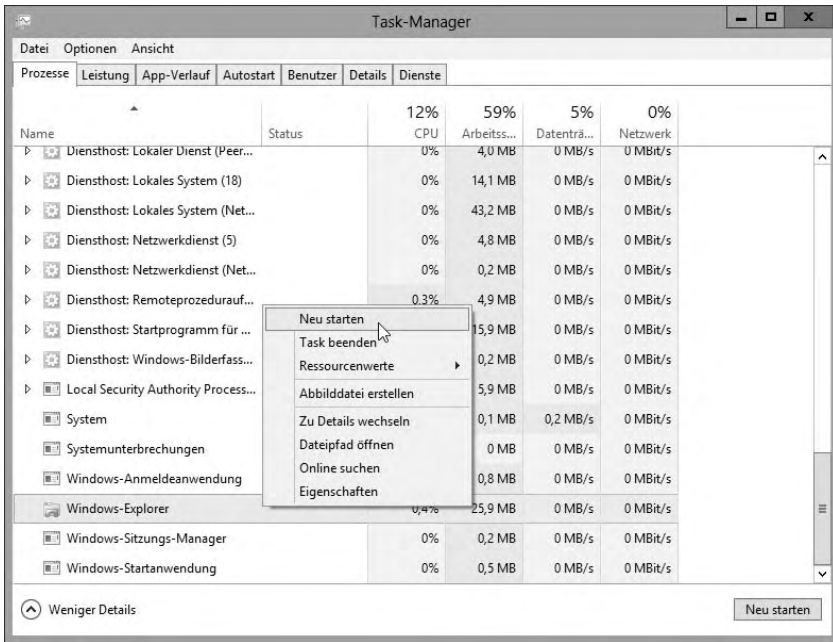 Task-Manager
Datei Optionen Ansicht
Prozesse Leistung App-Verlauf Autostart Benutzer Details Dienste
12% 59% 5% 0%
Name Status CPU Arbeitss... Datenträ... Netzwerk
Diensthost: Lokaler Dienst (Peer... 0% 4,0 MB 0 MB/s 0 MBit/s
Diensthost: Lokales System (18) 0% 14,1 MB 0 MB/s 0 MBit/s
Diensthost: Lokales System (Net... 0% 43,2 MB 0 MB/s 0 MBit/s
Diensthost: Netzwerkdienst (5) 0% 4,8 MB 0 MB/s 0 MBit/s
Diensthost: Netzwerkdienst (Net... 0% 0,2 MB 0 MB/s 0 MBit/s
Diensthost: Remoteprozeduraufr... 0,3% 4,9 MB 0 MB/s 0 MBit/s
Neu starten
Diensthost: Startprogramm für ... 15,9 MB 0 MB/s 0 MBit/s
Task beenden
Diensthost: Windows-Bilderfass... 0,2 MB 0 MB/s 0 MBit/s
Ressourcenwerte
Local Security Authority Process... 5,9 MB 0 MB/s 0 MBit/s
Abbilddatei erstellen
System 0,1 MB 0,2 MB/s 0 MBit/s
Zu Details wechseln
Systemunterbrechungen 0 MB 0 MB/s 0 MBit/s
Dateipfad öffnen
Online suchen
Windows-Anmeldeanwendung 0,8 MB 0 MB/s 0 MBit/s
Eigenschaften
Windows-Explorer 0,4% 25,9 MB 0 MB/s 0 MBit/s
Windows-Sitzungs-Manager 0% 0,2 MB 0 MB/s 0 MBit/s
Windows-Startanwendung 0% 0,5 MB 0 MB/s 0 MBit/s
Weniger Details Neu starten